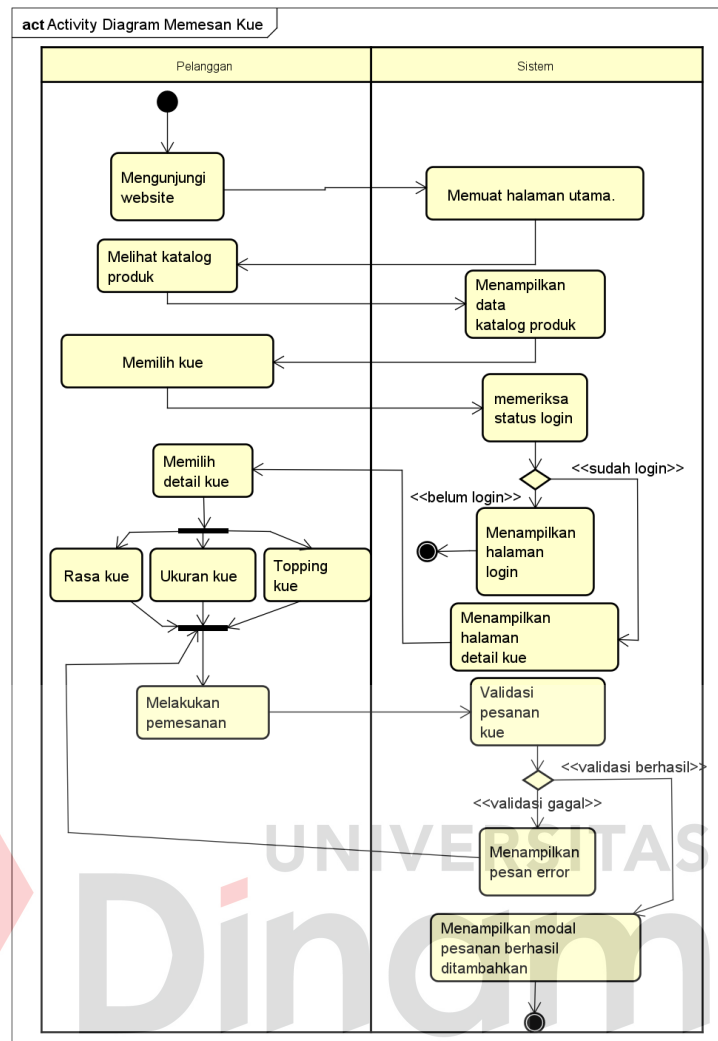 act Activity Diagram Memesan Kue
Pelanggan
Sistem
Mengunjungi
website
Memuat halaman utama.
Melihat katalog
produk
Menampilkan
data
katalog produk
Memilih kue
memeriksa
status login
<<sudah login>>
<<belum login>>
Memilih
detail kue
Menampilkan
halaman
login
Rasa kue
Ukuran kue
Topping
kue
Menampilkan
halaman
detail kue
Melakukan
pemesanan
Validasi
pesanan
kue
<<validasi berhasil>>
<<validasi gagal>>
Menampilkan
pesan error
UNIVERSITAS
Menampilkan modal
pesanan berhasil
ditambahkan